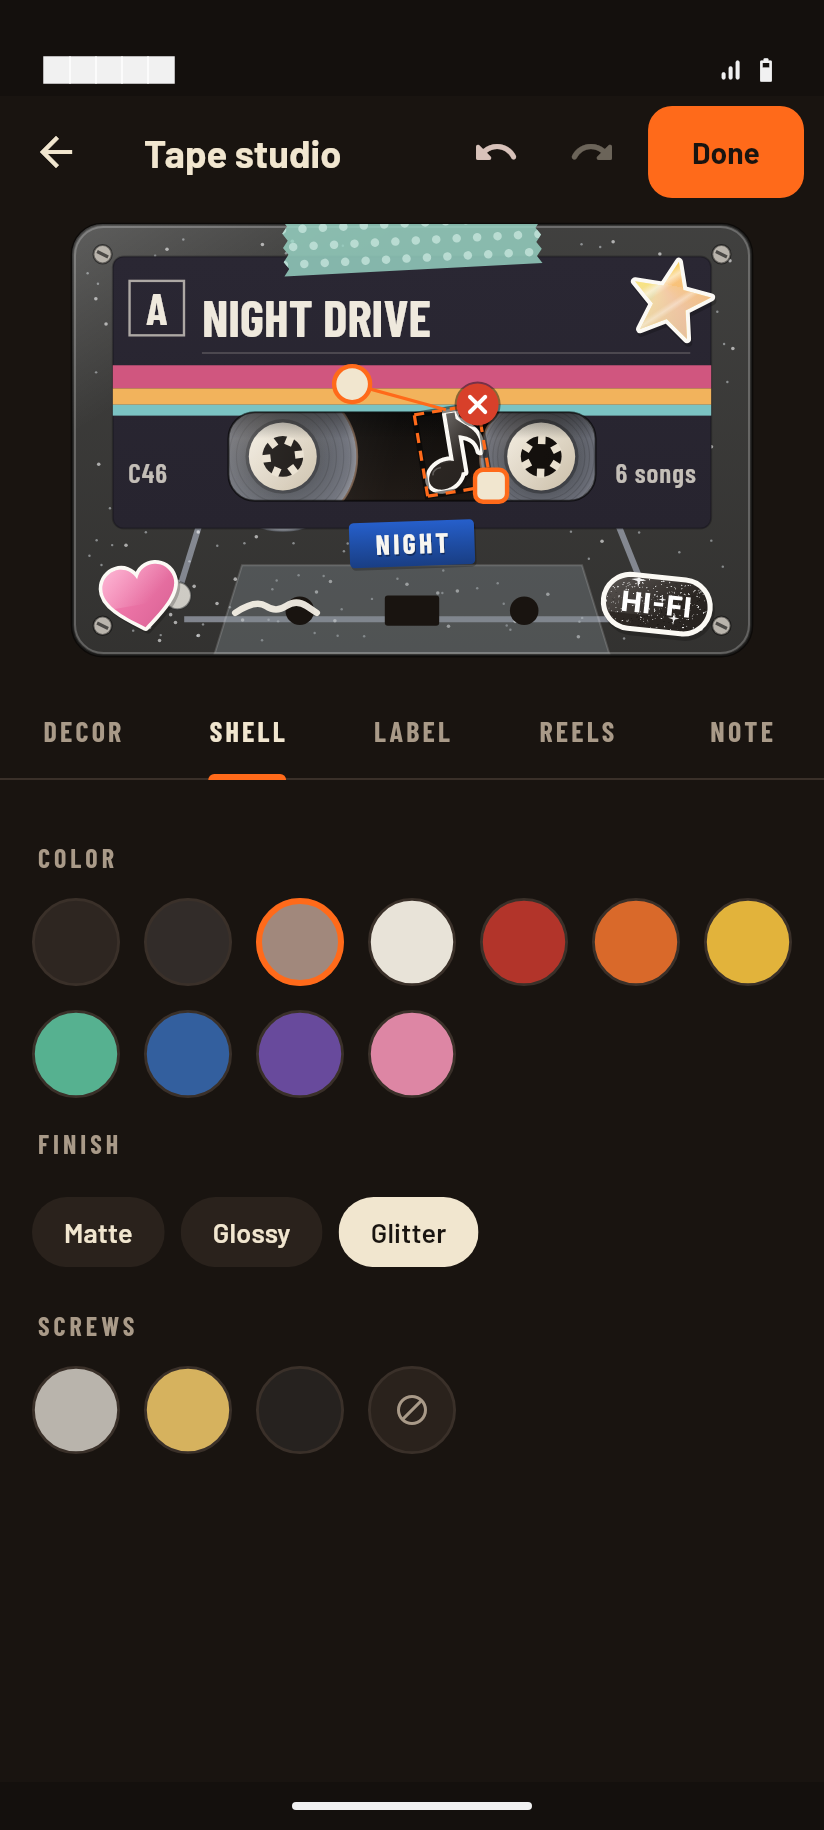 Tape studio
Done
A
NIGHT DRIVE
C46
6 songs
NIGHT
HI-FI
DECOR
SHELL
LABEL
REELS
NOTE
COLOR
FINISH
Matte
Glossy
Glitter
SCREWS